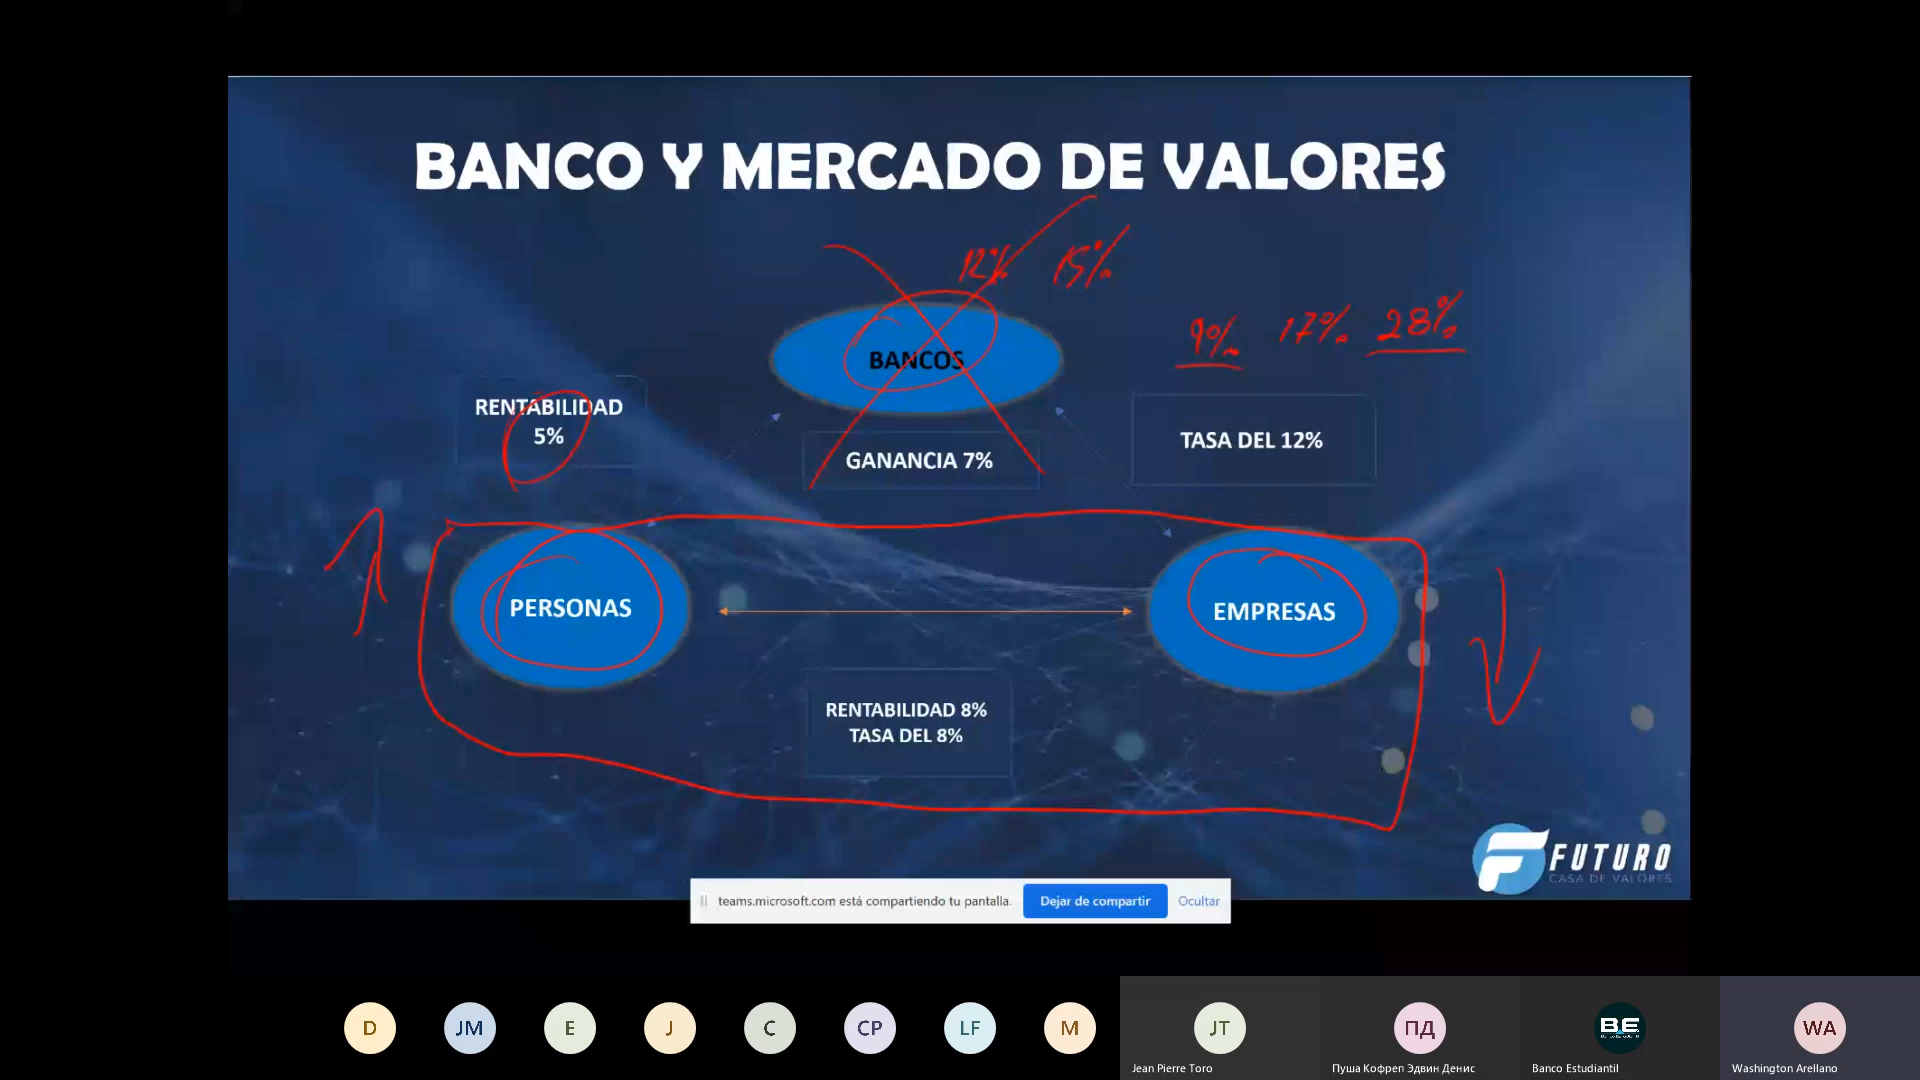 BANCO Y MERCADO DE VALORES
12% 15%
9% 17% 28%
BANCOS
RENTABILIDAD
5%
GANANCIA 7%
TASA DEL 12%
PERSONAS
EMPRESAS
RENTABILIDAD 8%
TASA DEL 8%
FUTURO
CASA DE VALORES
teams.microsoft.com está compartiendo tu pantalla.
Dejar de compartir
Ocultar
D
JM
E
J
C
CP
LF
M
JT
ПД
B.E
WA
Jean Pierre Toro
Пуша Кофреп Эдвин Денис
Banco Estudiantil
Washington Arellano